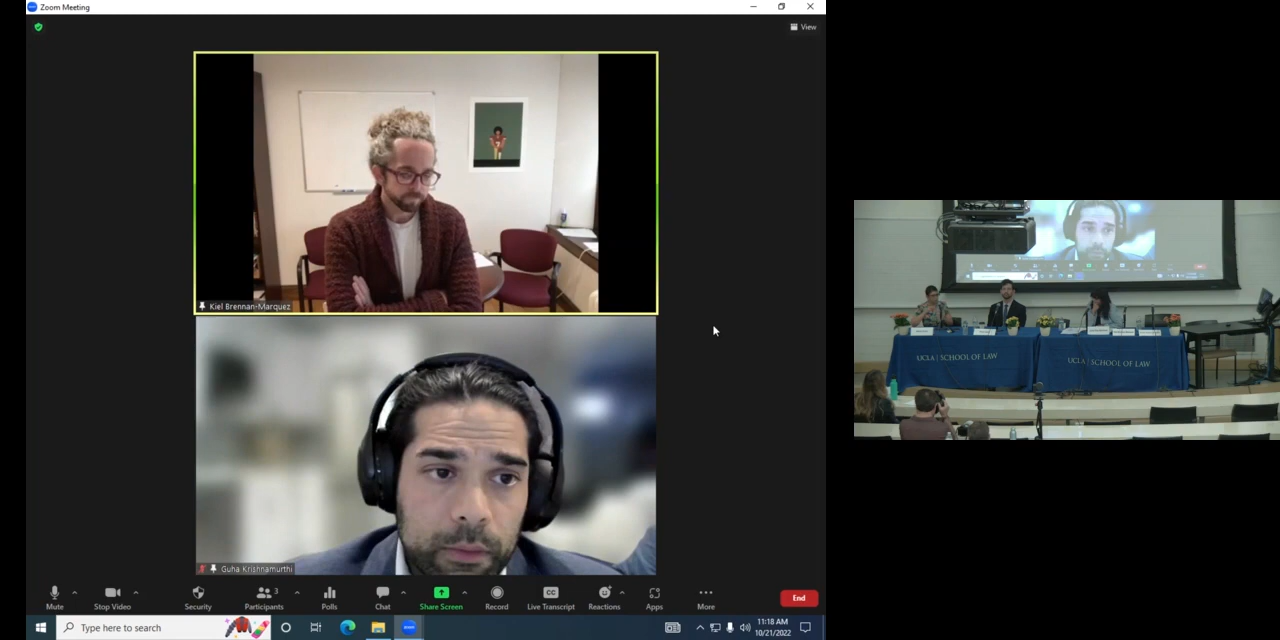 Zoom Meeting
View
Kiel Brennan-Marquez
Guha Krishnamurthi
UCLA | SCHOOL OF LAW
UCLA | SCHOOL OF LAW
3
Mute
Stop Video
Security
Participants
Polls
Chat
Share Screen
Record
CC
Live Transcript
Reactions
Apps
More
End
Type here to search
11:18 AM
10/21/2022